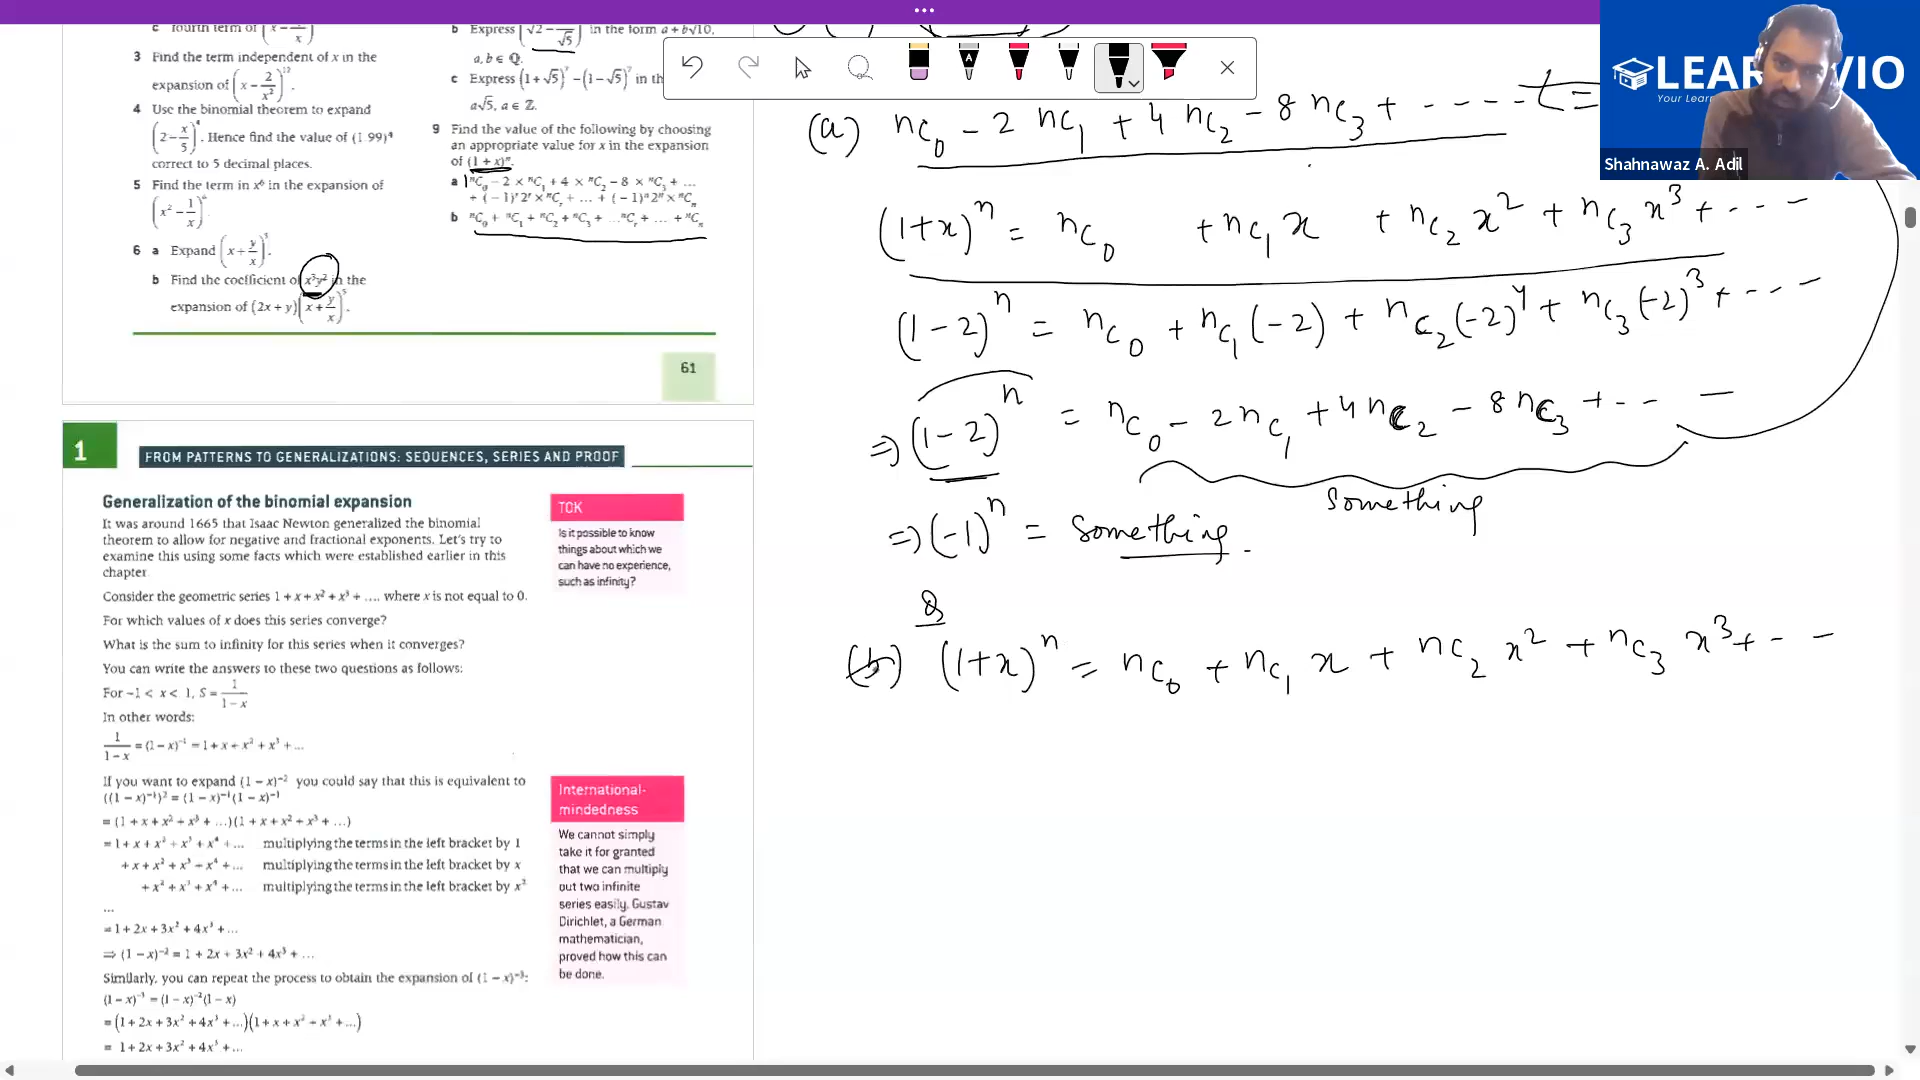 c fourth term of (x − /x)
3 Find the term independent of x in the
expansion of (x − 2/x²)¹².
4 Use the binomial theorem to expand
(2 − x/5)⁴. Hence find the value of (1.99)⁴
correct to 5 decimal places.
5 Find the term in x⁶ in the expansion of
(x² − 1/x)⁶
6 a Expand (x + y/x)⁵.
b Find the coefficient of x³y² in the
expansion of (2x + y)(x + y/x)⁵.
b Express (√2 − /√5) in the form a + b√10,
a, b ∈ ℚ.
c Express (1 + √5)⁷ − (1 − √5)⁷ in th
a√5, a ∈ ℤ.
9 Find the value of the following by choosing
an appropriate value for x in the expansion
of (1 + x)ⁿ.
a ⁿC₀ − 2 × ⁿC₁ + 4 × ⁿC₂ − 8 × ⁿC₃ + ...
+ (−1)ʳ2ʳ × ⁿCᵣ + ... + (−1)ⁿ2ⁿ × ⁿCₙ
b ⁿC₀ + ⁿC₁ + ⁿC₂ + ⁿC₃ + ...ⁿCᵣ + ... + ⁿCₙ
61
1
FROM PATTERNS TO GENERALIZATIONS: SEQUENCES, SERIES AND PROOF
Generalization of the binomial expansion
It was around 1665 that Isaac Newton generalized the binomial
theorem to allow for negative and fractional exponents. Let's try to
examine this using some facts which were established earlier in this
chapter
Consider the geometric series 1 + x + x² + x³ + ...., where x is not equal to 0.
For which values of x does this series converge?
What is the sum to infinity for this series when it converges?
You can write the answers to these two questions as follows:
For −1 < x < 1, S = 1/(1 − x)
In other words:
1/(1 − x) = (1 − x)⁻¹ = 1 + x + x² + x³ + ...
If you want to expand (1 − x)⁻² you could say that this is equivalent to
((1 − x)⁻¹)² = (1 − x)⁻¹(1 − x)⁻¹
= (1 + x + x² + x³ + ...)(1 + x + x² + x³ + ...)
= 1 + x + x² + x³ + x⁴ + ... multiplying the terms in the left bracket by 1
+ x + x² + x³ + x⁴ + ... multiplying the terms in the left bracket by x
+ x² + x³ + x⁴ + ... multiplying the terms in the left bracket by x²
...
= 1 + 2x + 3x² + 4x³ + ...
⇒ (1 − x)⁻² = 1 + 2x + 3x² + 4x³ + ...
Similarly, you can repeat the process to obtain the expansion of (1 − x)⁻³:
(1 − x)⁻³ = (1 − x)⁻²(1 − x)
= (1 + 2x + 3x² + 4x³ + ...)(1 + x + x² + x³ + ...)
= 1 + 2x + 3x² + 4x³ + ...
TOK
Is it possible to know
things about which we
can have no experience,
such as infinity?
International-
mindedness
We cannot simply
take it for granted
that we can multiply
out two infinite
series easily. Gustav
Dirichlet, a German
mathematician,
proved how this can
be done.
(a) nC₀ − 2 nC₁ + 4 nC₂ − 8 nC₃ + ----- t =
(1+x)ⁿ = nC₀ + nC₁ x + nC₂ x² + nC₃ x³ + ---
(1−2)ⁿ = nC₀ + nC₁(−2) + nC₂(−2)⁴ + nC₃(−2)³ + ---
⇒ (1−2)ⁿ = nC₀ − 2nC₁ + 4nC₂ − 8nC₃ + -- -
Something
⇒ (−1)ⁿ = Something.
Q
(b) (1+x)ⁿ = nC₀ + nC₁ x + nC₂ x² + nC₃ x³ + - -
LEAR VIO
Your Lear
Shahnawaz A. Adil